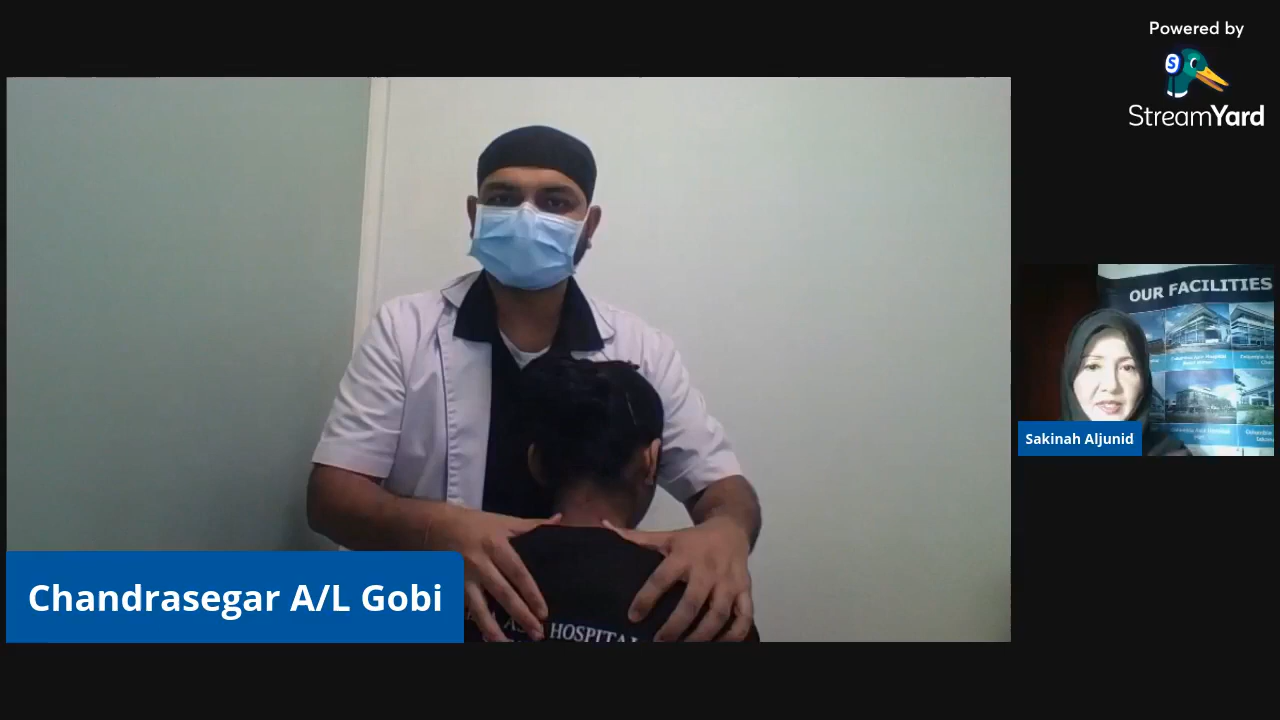 Powered by
StreamYard
OUR FACILITIES
Sakinah Aljunid
Chandrasegar A/L Gobi
HOSPITAL